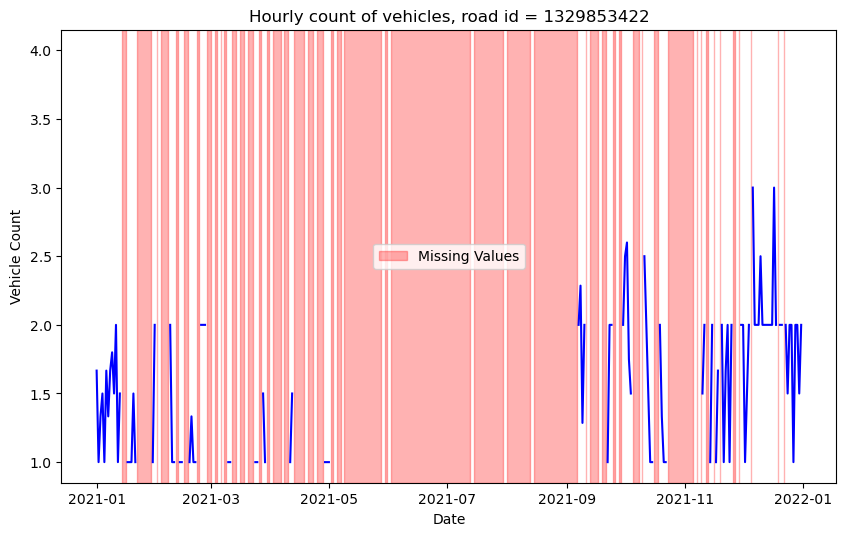 Hourly count of vehicles, road id = 1329853422
4.0
3.5
3.0
2.5
2.0
1.5
1.0
Vehicle Count
Missing Values
2021-01 2021-03 2021-05 2021-07 2021-09 2021-11 2022-01
Date